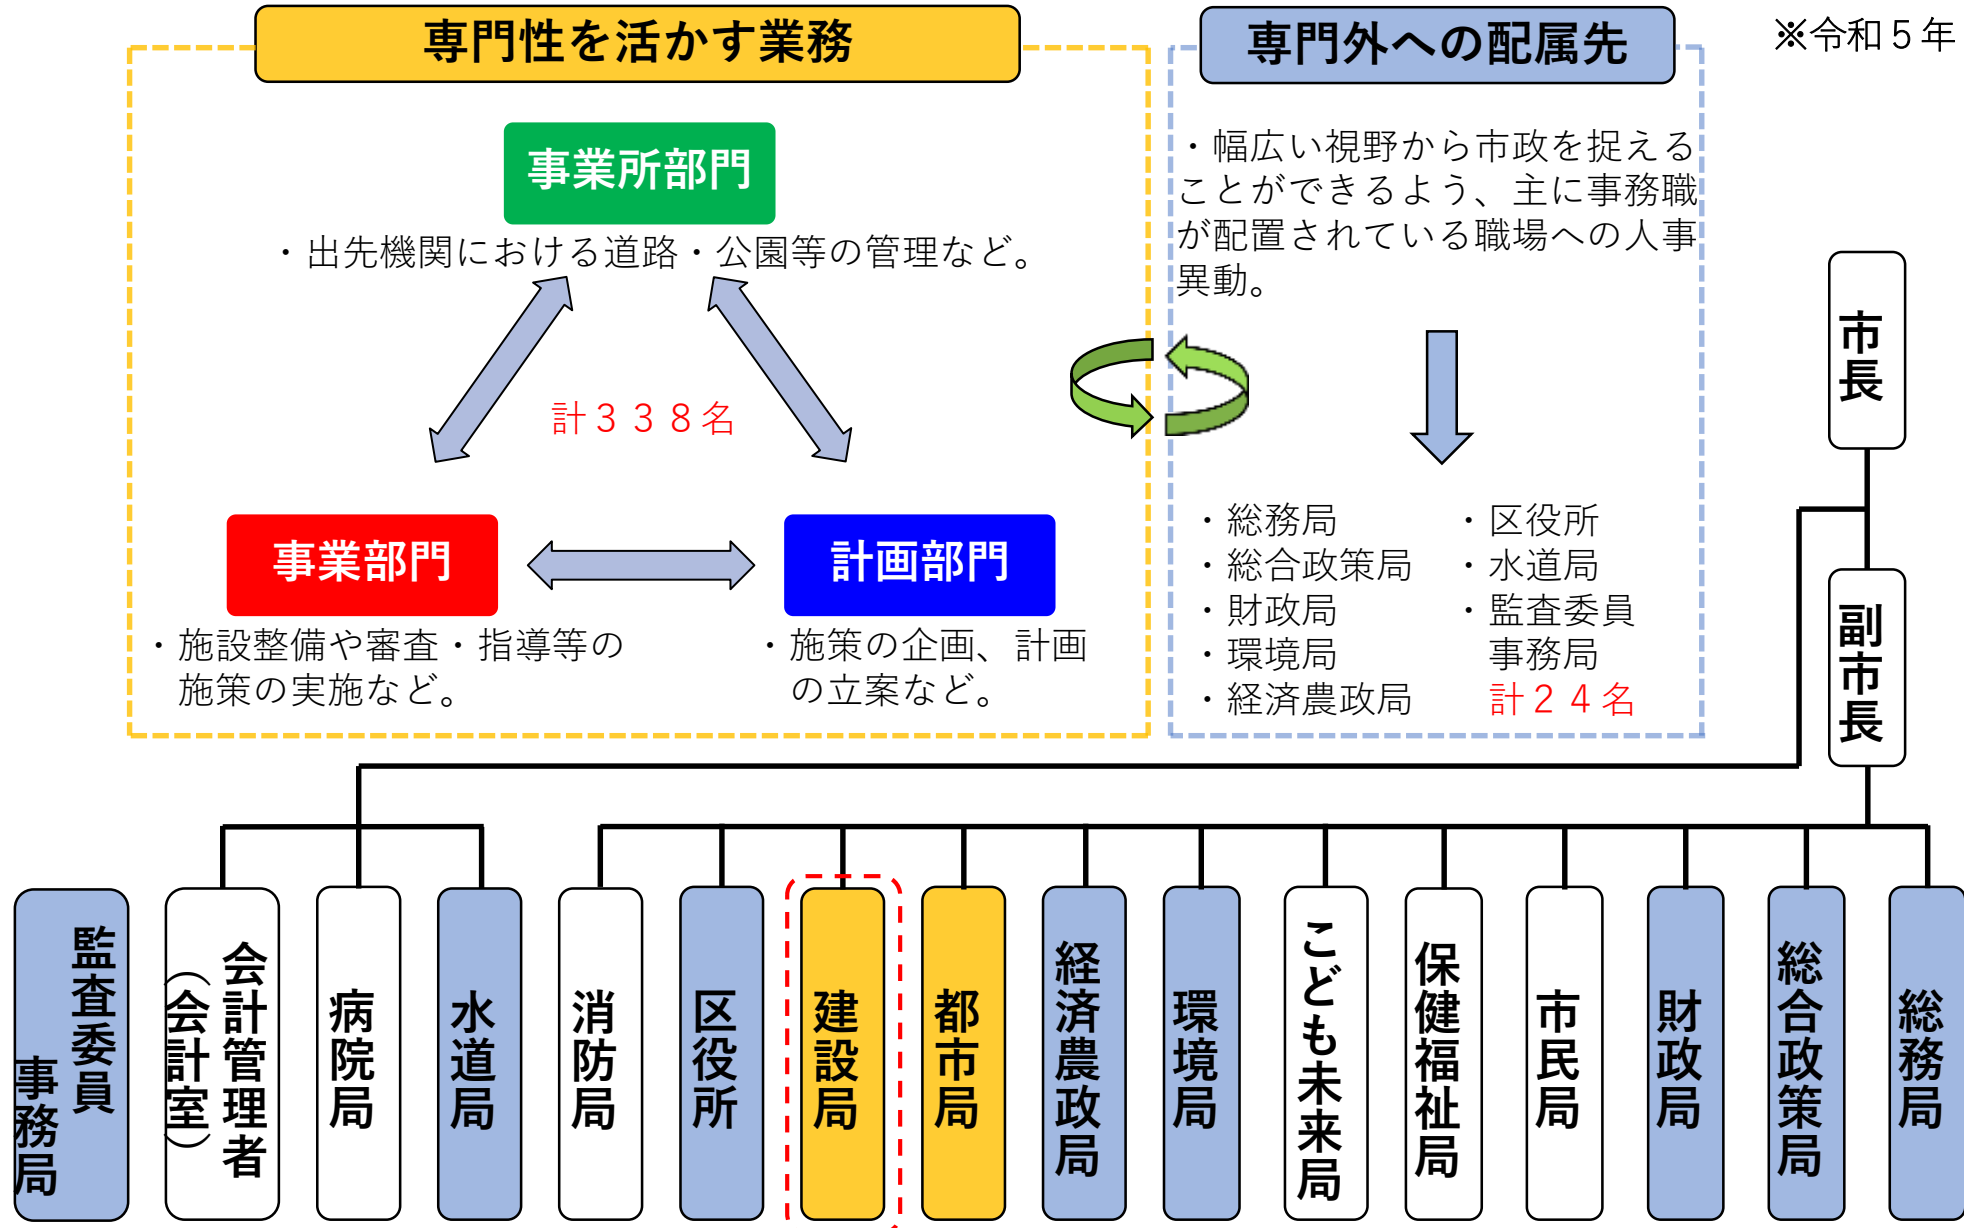 専門性を活かす業務
専門外への配属先
※令和５年
事業所部門
・出先機関における道路・公園等の管理など。
計３３８名
事業部門
・施設整備や審査・指導等の
施策の実施など。
計画部門
・施策の企画、計画
の立案など。
・幅広い視野から市政を捉える
ことができるよう、主に事務職
が配置されている職場への人事
異動。
・総務局
・総合政策局
・財政局
・環境局
・経済農政局
・区役所
・水道局
・監査委員
事務局
計２４名
市長
副市長
監査委員
事務局
会計管理者
（会計室）
病院局
水道局
消防局
区役所
建設局
都市局
経済農政局
環境局
こども未来局
保健福祉局
市民局
財政局
総合政策局
総務局